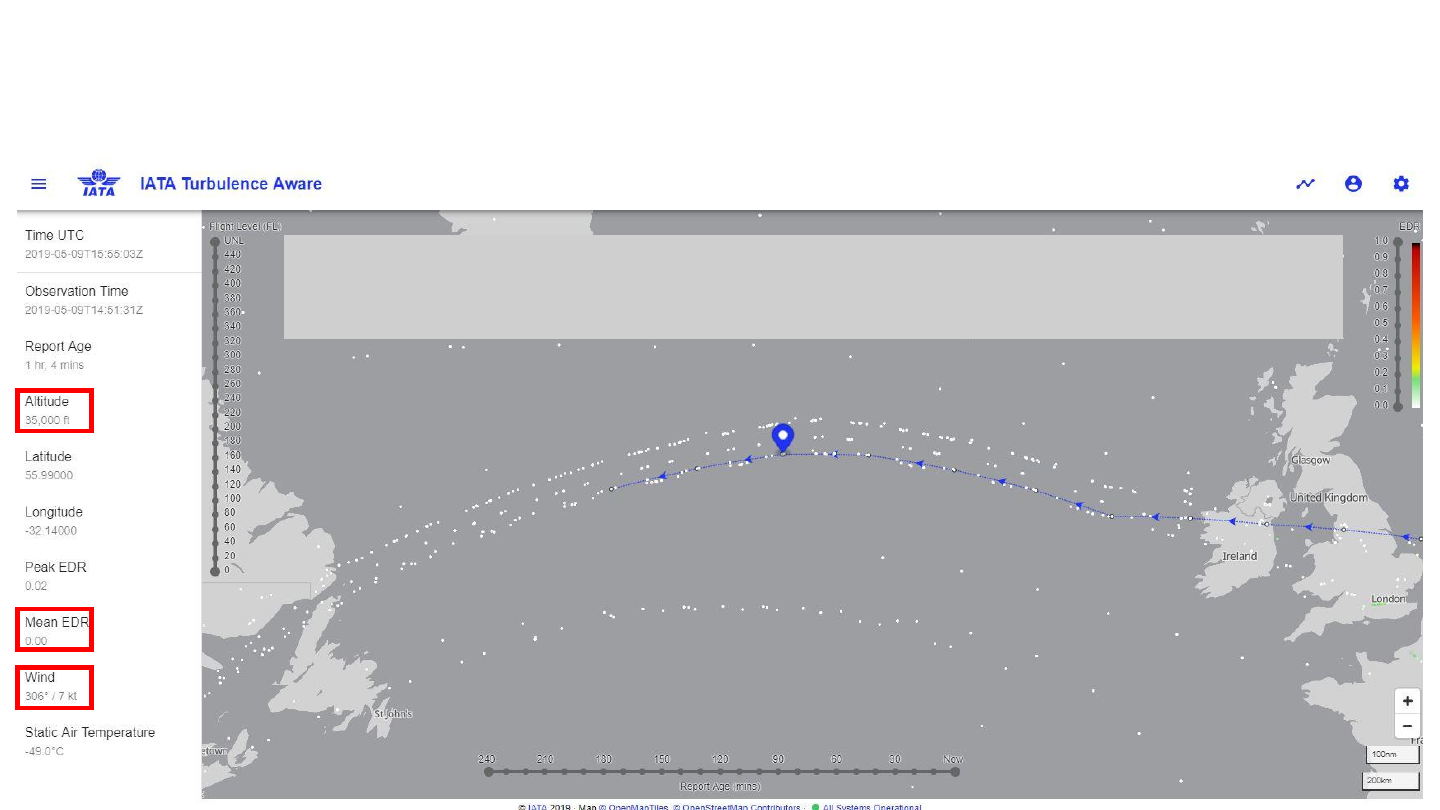 IATA
IATA Turbulence Aware
Time UTC
2019-05-09T15:55:03Z
Observation Time
2019-05-09T14:51:31Z
Report Age
1 hr, 4 mins
Altitude
35,000 ft
Latitude
55.99000
Longitude
-32.14000
Peak EDR
0.02
Mean EDR
0.00
Wind
306° / 7 kt
Static Air Temperature
-49.0°C
Flight Level (FL)
UNL
440
420
400
380
360
340
320
300
280
260
240
220
200
180
160
140
120
100
80
60
40
20
0
EDR
1.0
0.9
0.8
0.7
0.6
0.5
0.4
0.3
0.2
0.1
0.0
Glasgow
United Kingdom
Ireland
London
St John's
etown
Fra
+
−
100nm
200km
240 210 180 150 120 90 60 30 Now
Report Age (mins)
© IATA 2019 · Map © OpenMapTiles, © OpenStreetMap Contributors · All Systems Operational